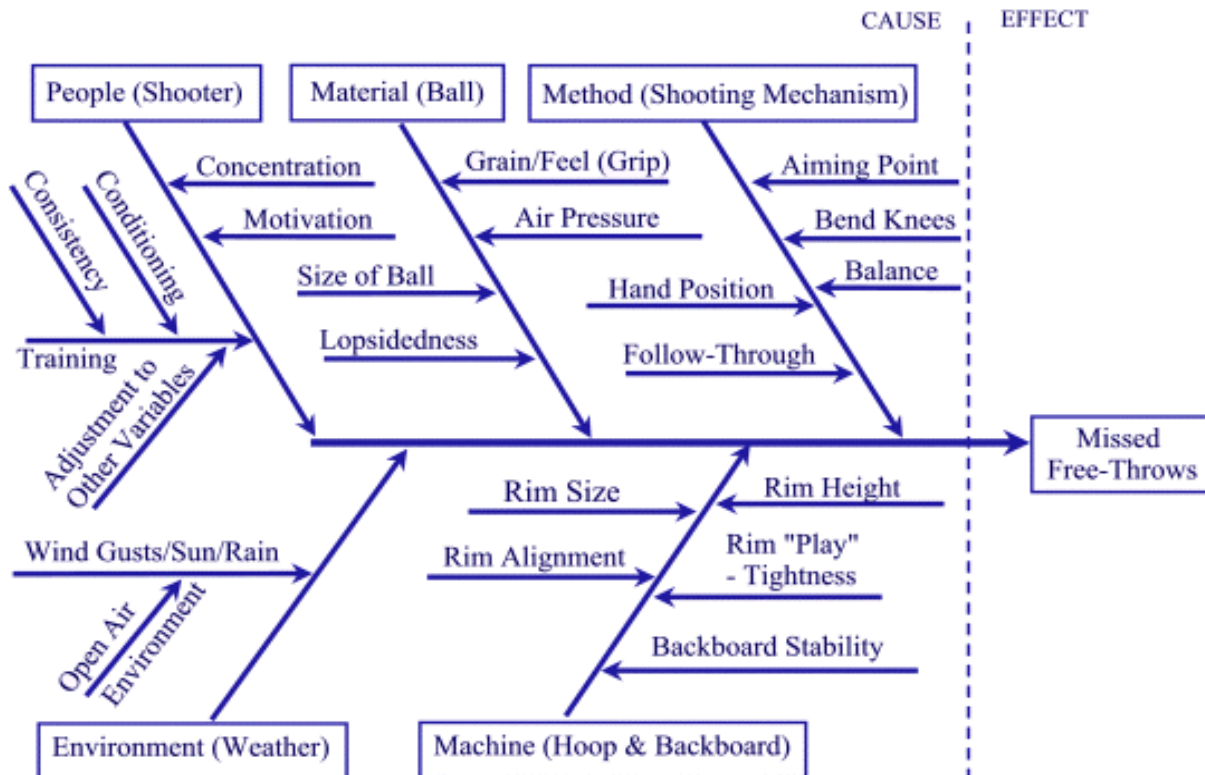 CAUSE
EFFECT
People (Shooter)
Material (Ball)
Method (Shooting Mechanism)
Concentration
Motivation
Consistency
Conditioning
Training
Adjustment to
Other Variables
Grain/Feel (Grip)
Air Pressure
Size of Ball
Lopsidedness
Aiming Point
Bend Knees
Balance
Hand Position
Follow-Through
Missed
Free-Throws
Wind Gusts/Sun/Rain
Open Air
Environment
Rim Size
Rim Height
Rim Alignment
Rim "Play"
- Tightness
Backboard Stability
Environment (Weather)
Machine (Hoop & Backboard)